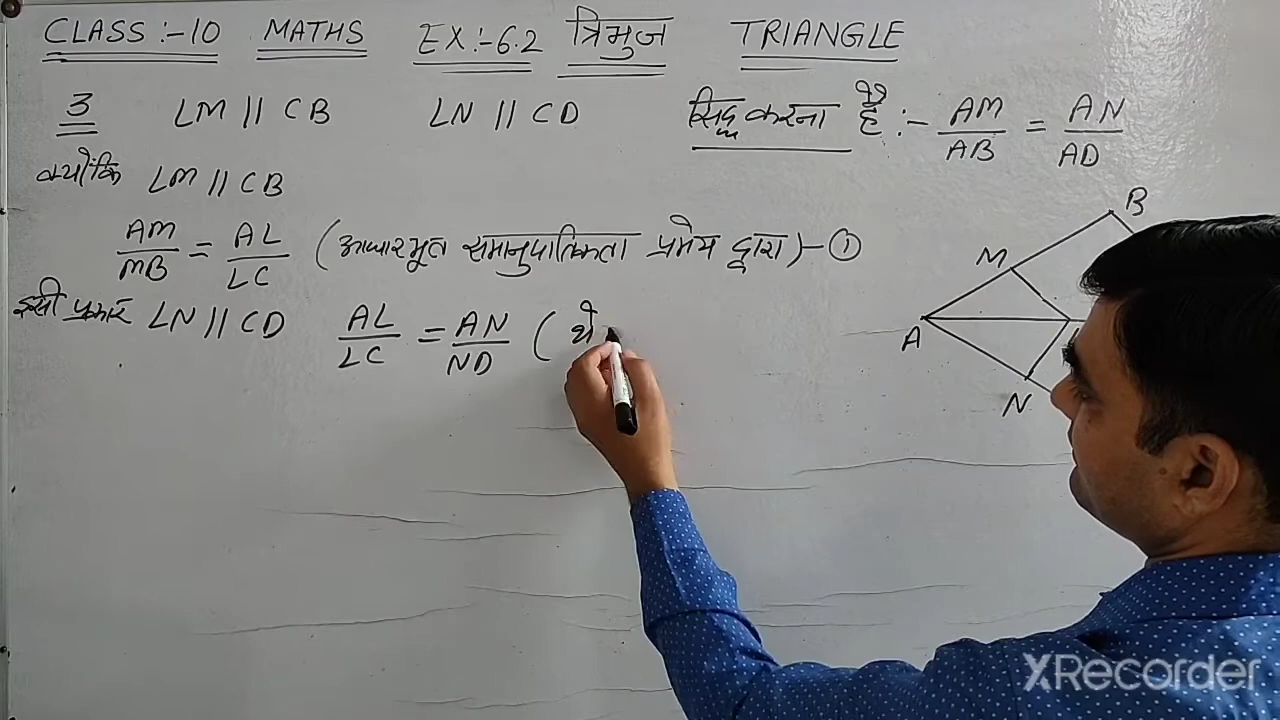 CLASS :- 10 MATHS EX :- 6.2 त्रिभुज TRIANGLE
3 LM || CB LN || CD सिद्ध करना है :- AM/AB = AN/AD
क्योंकि LM || CB
AM/MB = AL/LC (आधारभूत समानुपातिकता प्रमेय द्वारा) - ①
इसी प्रकार LN || CD AL/LC = AN/ND ( थे
B
M
A
N
XRecorder